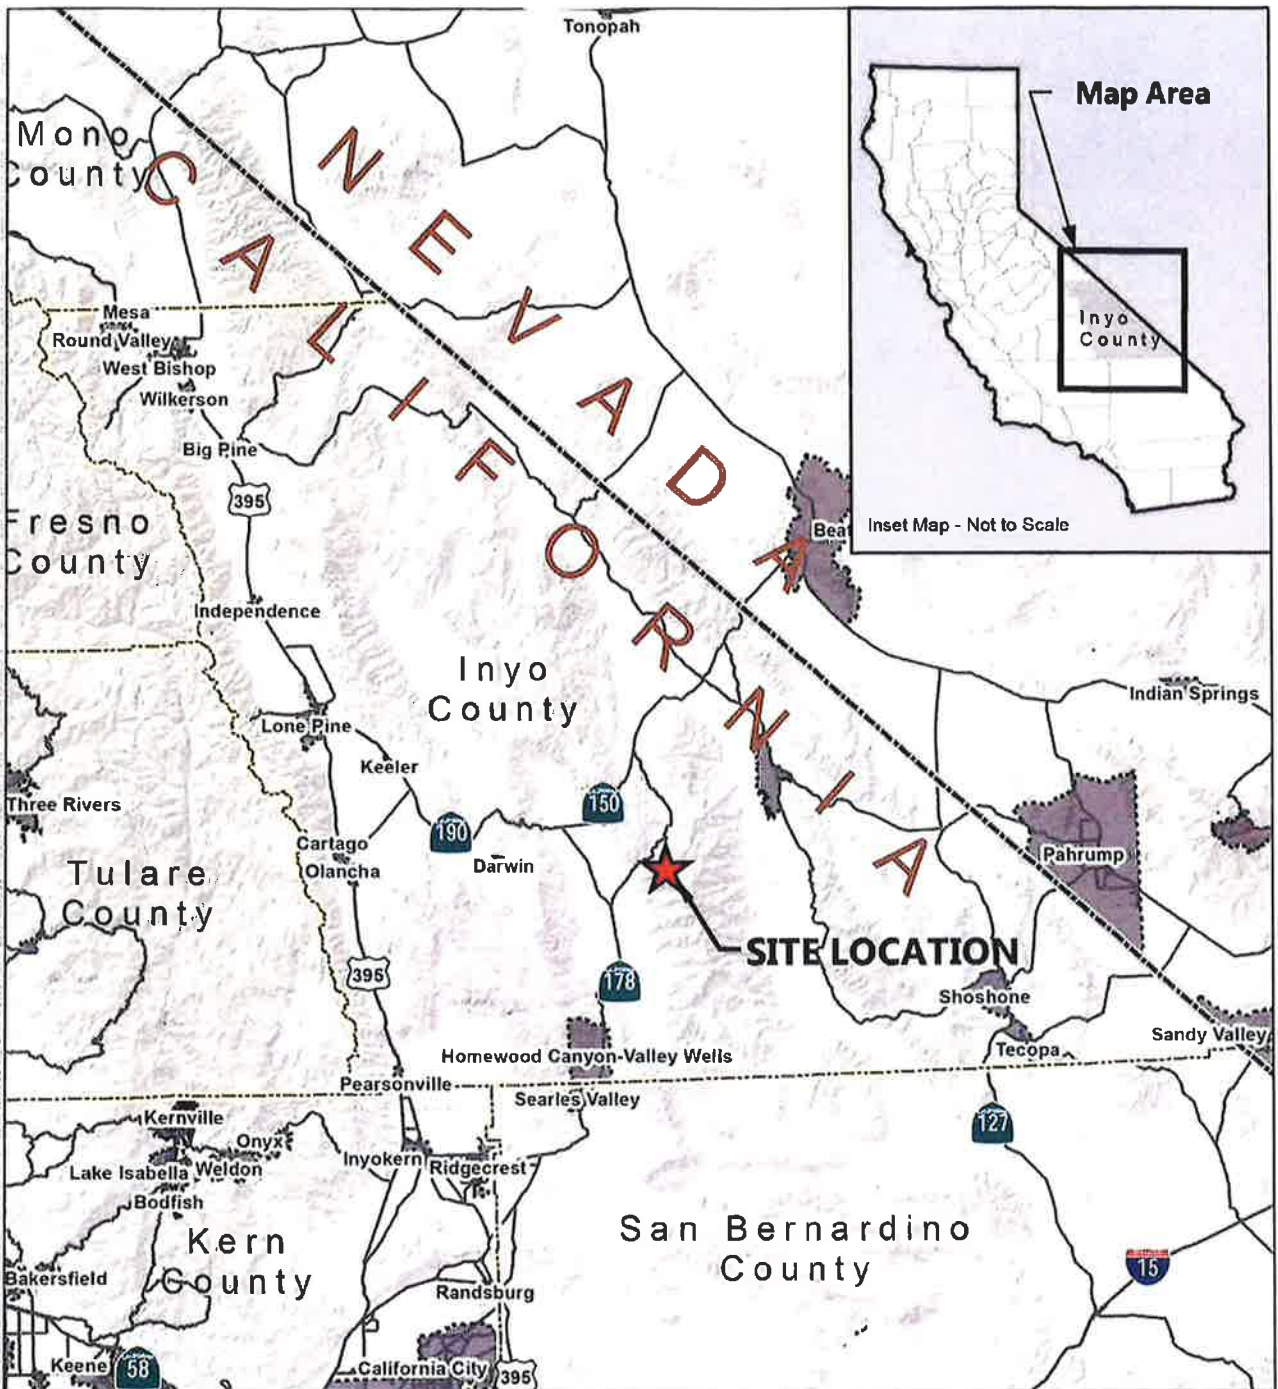 Tonopah
Map Area
Mono
County
NEVADA
CALIFORNIA
Inyo
County
Inset Map - Not to Scale
Mesa
Round Valley
West Bishop
Wilkerson
Big Pine
395
Fresno
County
Beat
Independence
Inyo
County
Indian Springs
Lone Pine
Keeler
Three Rivers
150
190
Cartago
Olancha
Darwin
Pahrump
Tulare
County
SITE LOCATION
395
178
Shoshone
Sandy Valley
Tecopa
Homewood Canyon-Valley Wells
Pearsonville
Searles Valley
Kernville
Onyx
127
Inyokern
Ridgecrest
Lake Isabella
Weldon
Bodfish
San Bernardino
County
Kern
County
15
Bakersfield
Randsburg
Keene
58
California City
395